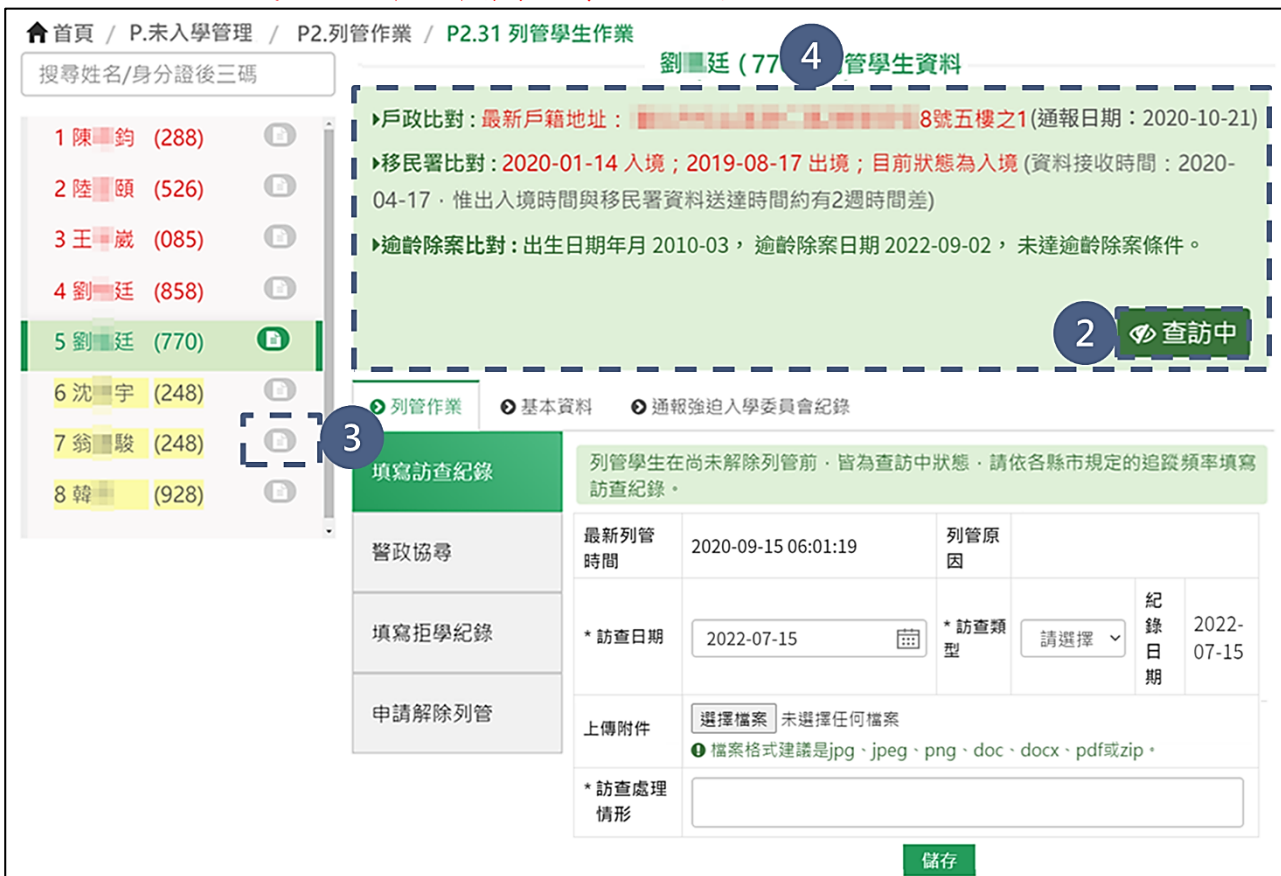 首頁 / P.未入學管理 / P2.列管作業 / P2.31 列管學生作業
搜尋姓名/身分證後三碼
1 陳 鈞 (288)
2 陸 頤 (526)
3 王 崴 (085)
4 劉 廷 (858)
5 劉 廷 (770)
6 沈 宇 (248)
7 翁 駿 (248)
8 韓 (928)
3
劉 廷 (77 4 管學生資料
戶政比對 : 最新戶籍地址: 8號五樓之1(通報日期:2020-10-21)
移民署比對 : 2020-01-14 入境;2019-08-17 出境;目前狀態為入境 (資料接收時間:2020-
04-17,惟出入境時間與移民署資料送達時間約有2週時間差)
逾齡除案比對 : 出生日期年月 2010-03, 逾齡除案日期 2022-09-02, 未達逾齡除案條件。
2 查訪中
列管作業 基本資料 通報強迫入學委員會紀錄
填寫訪查紀錄
警政協尋
填寫拒學紀錄
申請解除列管
列管學生在尚未解除列管前,皆為查訪中狀態,請依各縣市規定的追蹤頻率填寫
訪查紀錄。
最新列管時間 2020-09-15 06:01:19 列管原因
* 訪查日期 2022-07-15 * 訪查類型 請選擇 紀錄日期 2022-07-15
上傳附件 選擇檔案 未選擇任何檔案
檔案格式建議是jpg、jpeg、png、doc、docx、pdf或zip。
* 訪查處理情形
儲存